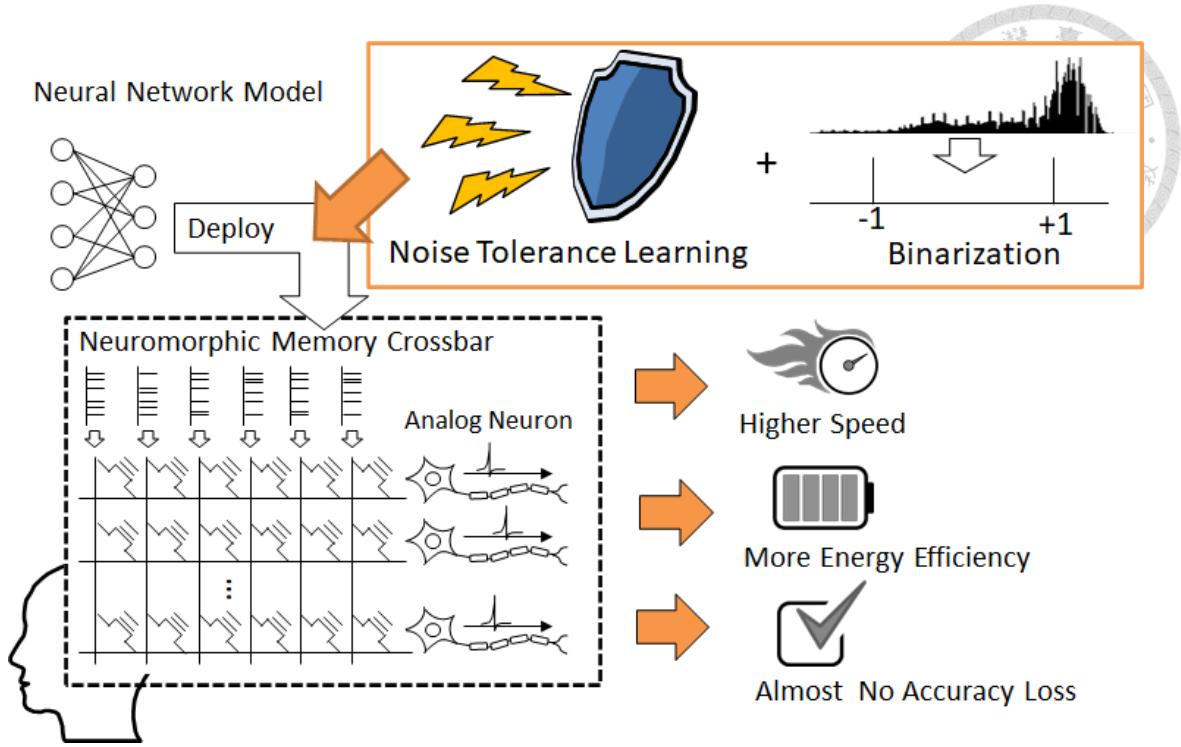 Neural Network Model
Deploy
Noise Tolerance Learning
+
-1
+1
Binarization
Neuromorphic Memory Crossbar
Analog Neuron
...
Higher Speed
More Energy Efficiency
Almost No Accuracy Loss